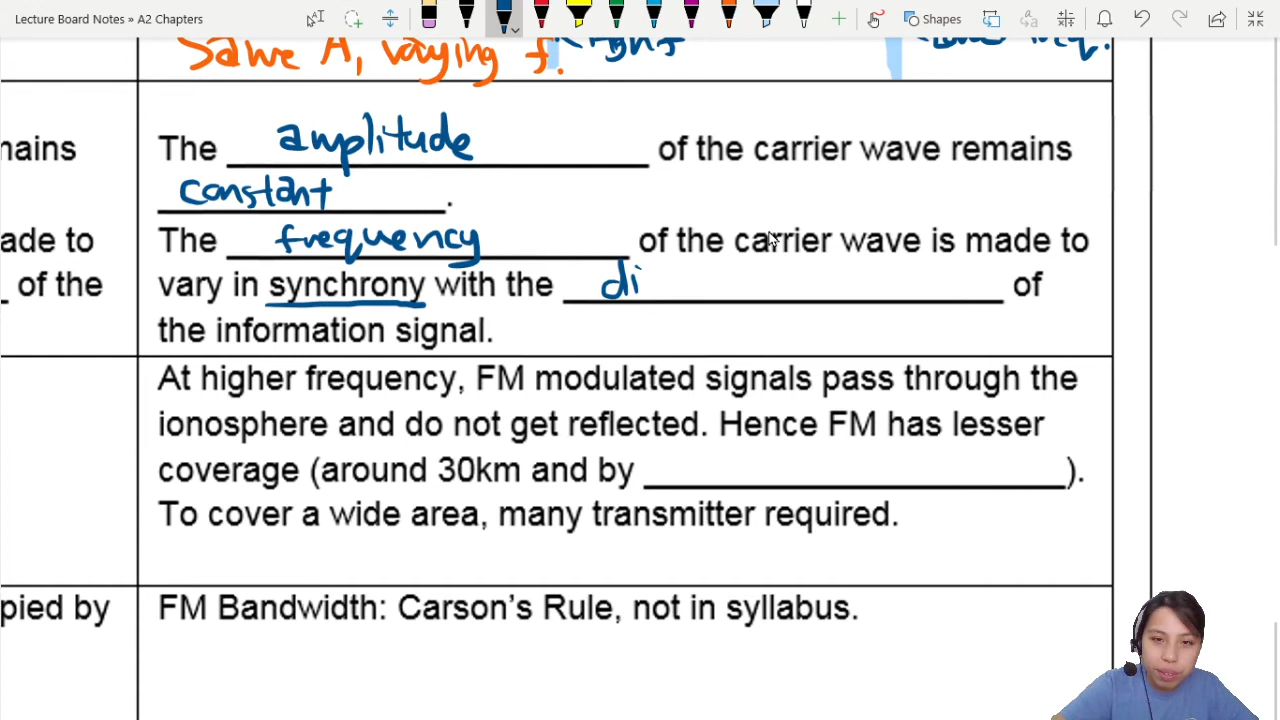 Lecture Board Notes » A2 Chapters
Shapes
Same A, varying f.
The amplitude of the carrier wave remains
constant.
The frequency of the carrier wave is made to
vary in synchrony with the di of
the information signal.
ade to
of the
At higher frequency, FM modulated signals pass through the
ionosphere and do not get reflected. Hence FM has lesser
coverage (around 30km and by ).
To cover a wide area, many transmitter required.
pied by
FM Bandwidth: Carson's Rule, not in syllabus.